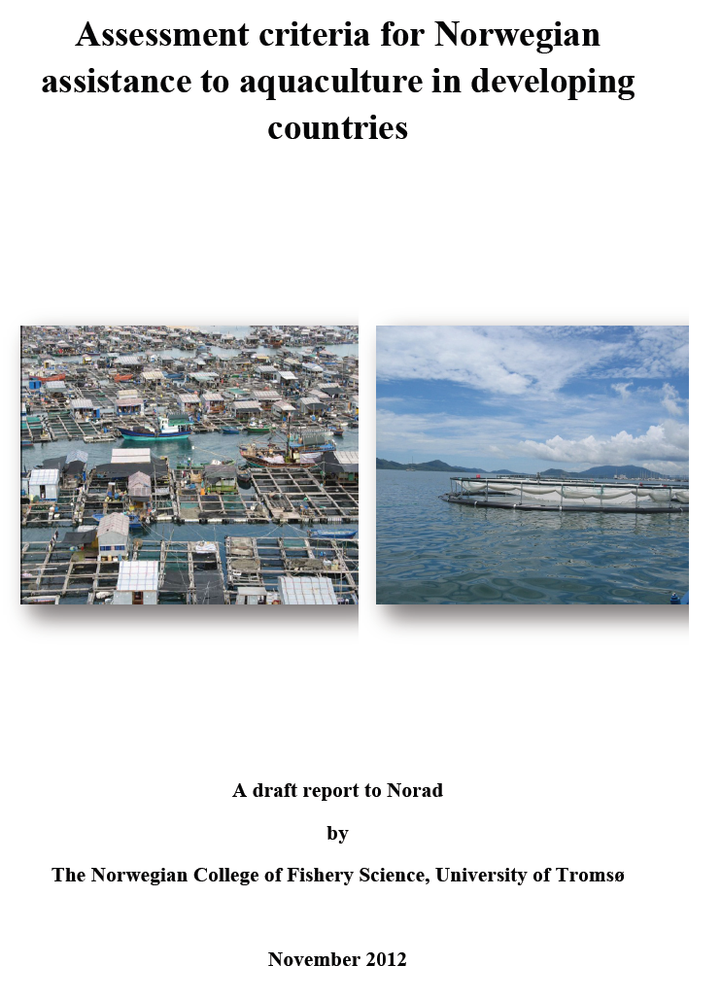 Assessment criteria for Norwegian
assistance to aquaculture in developing
countries
A draft report to Norad
by
The Norwegian College of Fishery Science, University of Tromsø
November 2012